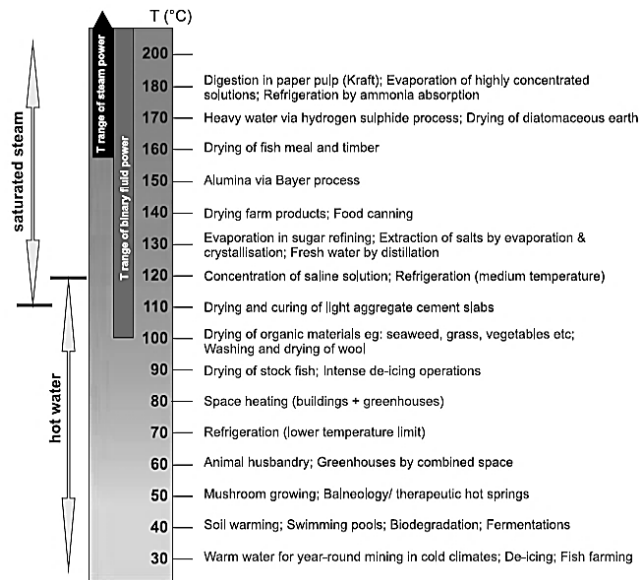 T (°C)
200
180 Digestion in paper pulp (Kraft); Evaporation of highly concentrated
solutions; Refrigeration by ammonia absorption
170 Heavy water via hydrogen sulphide process; Drying of diatomaceous earth
160 Drying of fish meal and timber
150 Alumina via Bayer process
140 Drying farm products; Food canning
130 Evaporation in sugar refining; Extraction of salts by evaporation &
crystallisation; Fresh water by distillation
120 Concentration of saline solution; Refrigeration (medium temperature)
110 Drying and curing of light aggregate cement slabs
100 Drying of organic materials eg: seaweed, grass, vegetables etc;
Washing and drying of wool
90 Drying of stock fish; Intense de-icing operations
80 Space heating (buildings + greenhouses)
70 Refrigeration (lower temperature limit)
60 Animal husbandry; Greenhouses by combined space
50 Mushroom growing; Balneology/ therapeutic hot springs
40 Soil warming; Swimming pools; Biodegradation; Fermentations
30 Warm water for year-round mining in cold climates; De-icing; Fish farming
saturated steam
hot water
T range of steam power
T range of binary fluid power